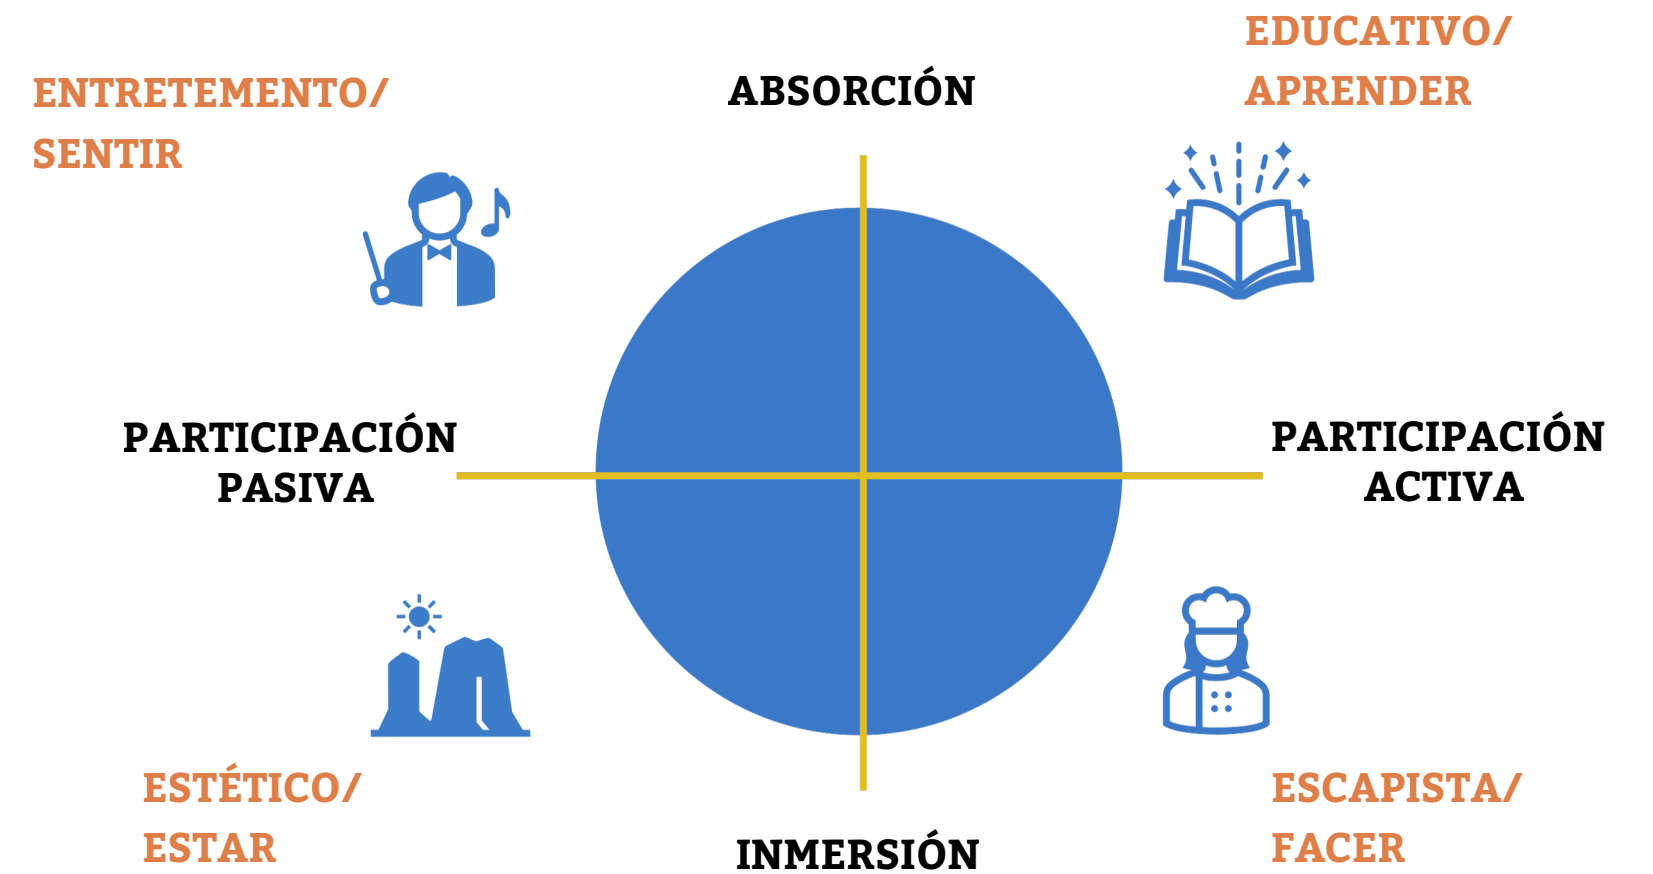 ENTRETEMENTO/
SENTIR
ABSORCIÓN
EDUCATIVO/
APRENDER
PARTICIPACIÓN
PASIVA
PARTICIPACIÓN
ACTIVA
ESTÉTICO/
ESTAR
INMERSIÓN
ESCAPISTA/
FACER